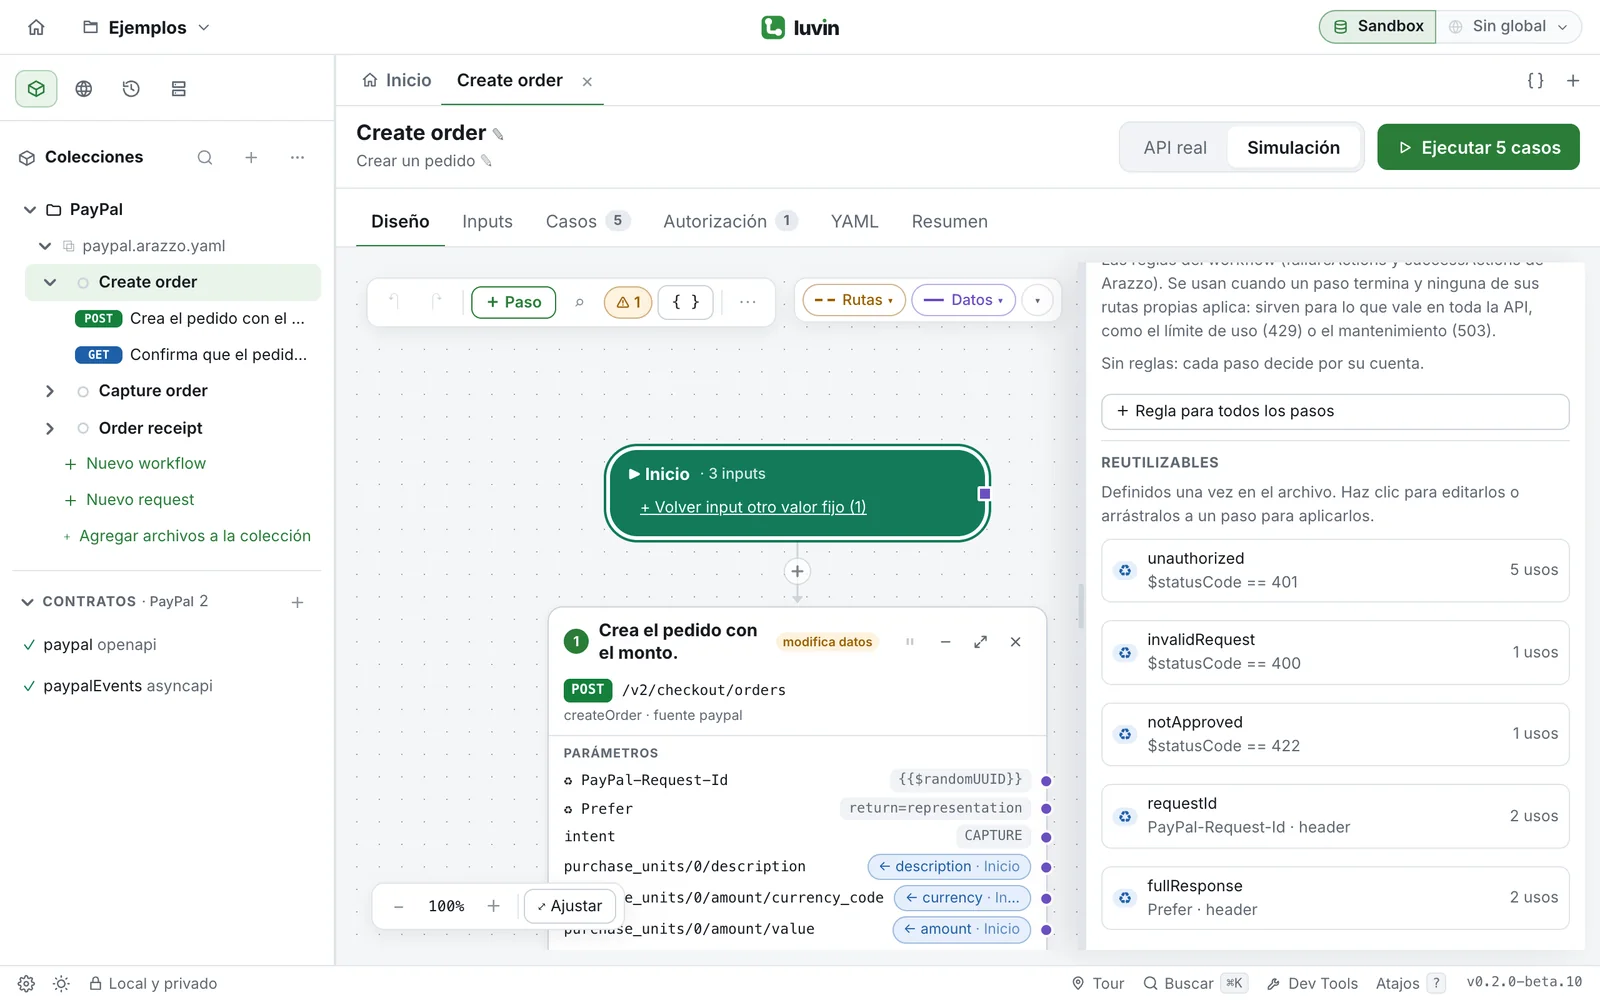 Ejemplos
luvin
Sandbox
Sin global
Inicio
Create order
Colecciones
PayPal
paypal.arazzo.yaml
Create order
POST Crea el pedido con el ...
GET Confirma que el pedid...
Capture order
Order receipt
+ Nuevo workflow
+ Nuevo request
+ Agregar archivos a la colección
CONTRATOS · PayPal 2
paypal openapi
paypalEvents asyncapi
Create order
Crear un pedido
API real
Simulación
Ejecutar 5 casos
Diseño
Inputs
Casos 5
Autorización 1
YAML
Resumen
+ Paso
1
{ }
...
Rutas
Datos
Inicio · 3 inputs
+ Volver input otro valor fijo (1)
1 Crea el pedido con
el monto.
modifica datos
POST /v2/checkout/orders
createOrder · fuente paypal
PARÁMETROS
PayPal-Request-Id {{$randomUUID}}
Prefer return=representation
intent CAPTURE
purchase_units/0/description ← description · Inicio
e_units/0/amount/currency_code ← currency · In...
purchase_units/0/amount/value ← amount · Inicio
− 100% +
Ajustar
Las reglas del workflow (failureActions y successActions de
Arazzo). Se usan cuando un paso termina y ninguna de sus
rutas propias aplica: sirven para lo que vale en toda la API,
como el límite de uso (429) o el mantenimiento (503).
Sin reglas: cada paso decide por su cuenta.
+ Regla para todos los pasos
REUTILIZABLES
Definidos una vez en el archivo. Haz clic para editarlos o
arrástralos a un paso para aplicarlos.
unauthorized
$statusCode == 401
5 usos
invalidRequest
$statusCode == 400
1 usos
notApproved
$statusCode == 422
1 usos
requestId
PayPal-Request-Id · header
2 usos
fullResponse
Prefer · header
2 usos
Local y privado
Tour
Buscar ⌘K
Dev Tools
Atajos ?
v0.2.0-beta.10